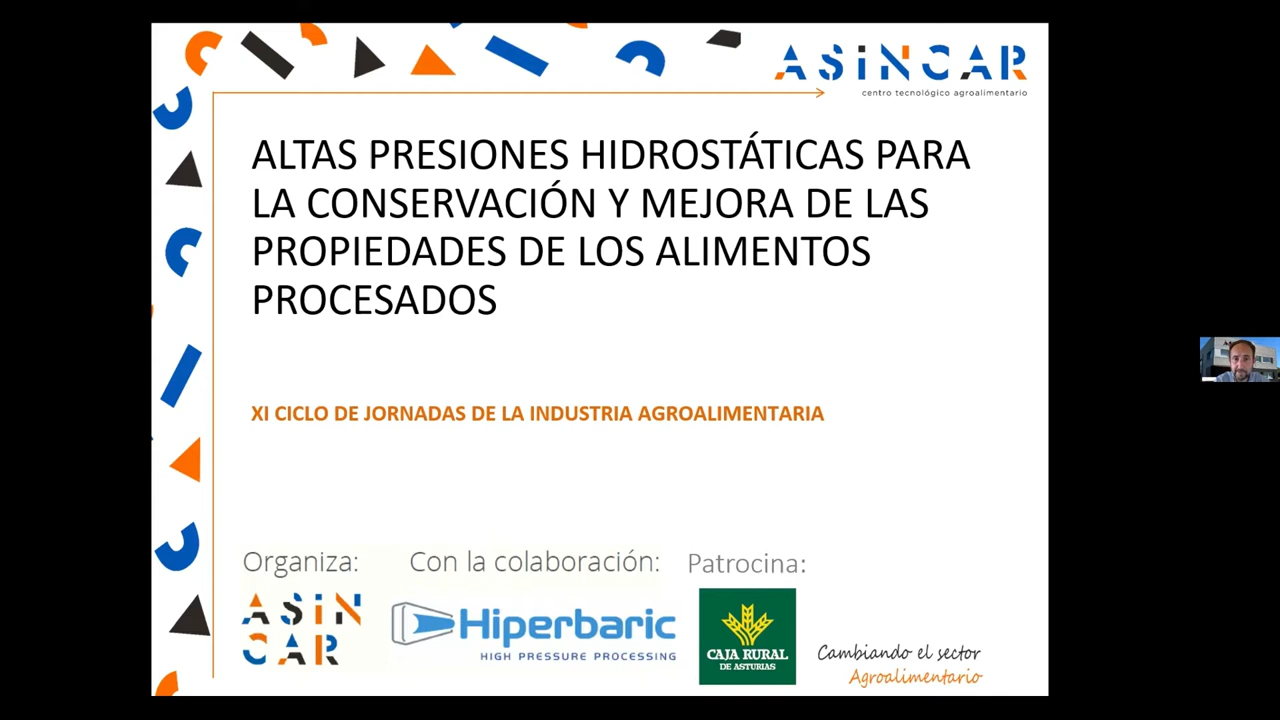 ASINCAR
centro tecnológico agroalimentario
ALTAS PRESIONES HIDROSTÁTICAS PARA
LA CONSERVACIÓN Y MEJORA DE LAS
PROPIEDADES DE LOS ALIMENTOS
PROCESADOS
XI CICLO DE JORNADAS DE LA INDUSTRIA AGROALIMENTARIA
Organiza:
ASIN
CAR
Con la colaboración:
Hiperbaric
HIGH PRESSURE PROCESSING
Patrocina:
CAJA RURAL
DE ASTURIAS
Cambiando el sector
Agroalimentario